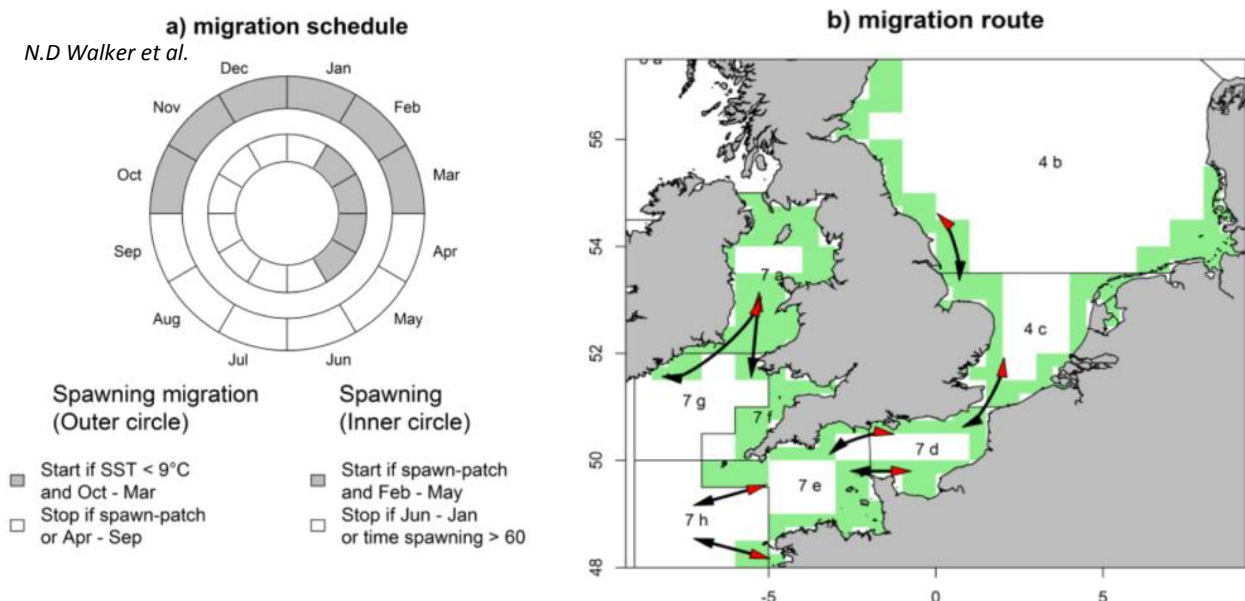 a) migration schedule
N.D Walker et al.
Dec
Jan
Nov
Feb
Oct
Mar
Sep
Apr
Aug
May
Jul
Jun
Spawning migration
(Outer circle)
Start if SST < 9°C
and Oct - Mar
Stop if spawn-patch
or Apr - Sep
Spawning
(Inner circle)
Start if spawn-patch
and Feb - May
Stop if Jun - Jan
or time spawning > 60
b) migration route
56
54
52
50
48
4 b
7 a
4 c
7 g
7 f
7 d
7 e
7 h
-5
0
5